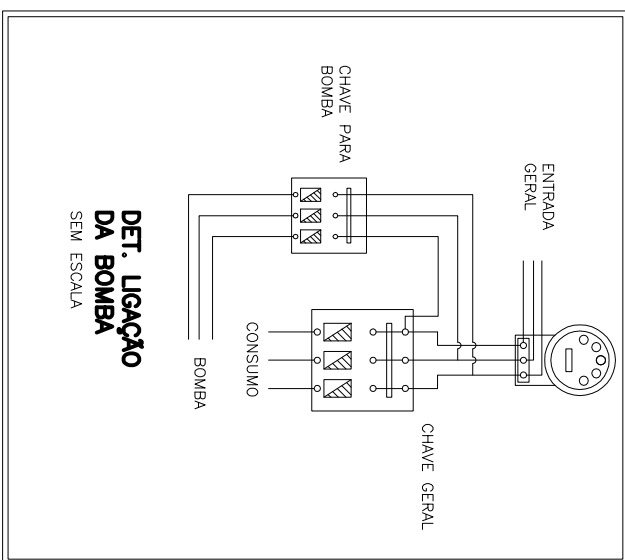 ENTRADA
GERAL
CHAVE PARA
BOMBA
CHAVE GERAL
CONSUMO
BOMBA
DET. LIGAÇÃO
DA BOMBA
SEM ESCALA